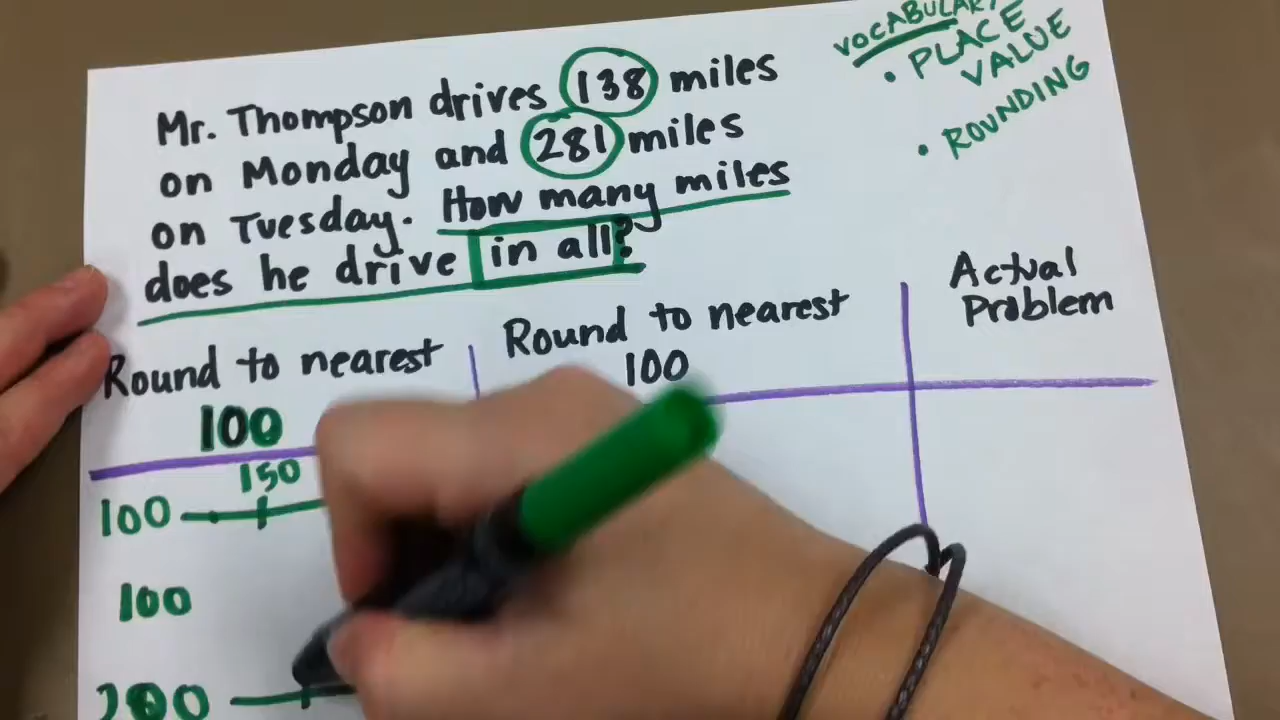 Mr. Thompson drives 138 miles
on Monday and 281 miles
on Tuesday. How many miles
does he drive in all?
VOCABULARY
• PLACE
VALUE
• ROUNDING
Round to nearest
100
Round to nearest
100
Actual
Problem
150
100
100
200